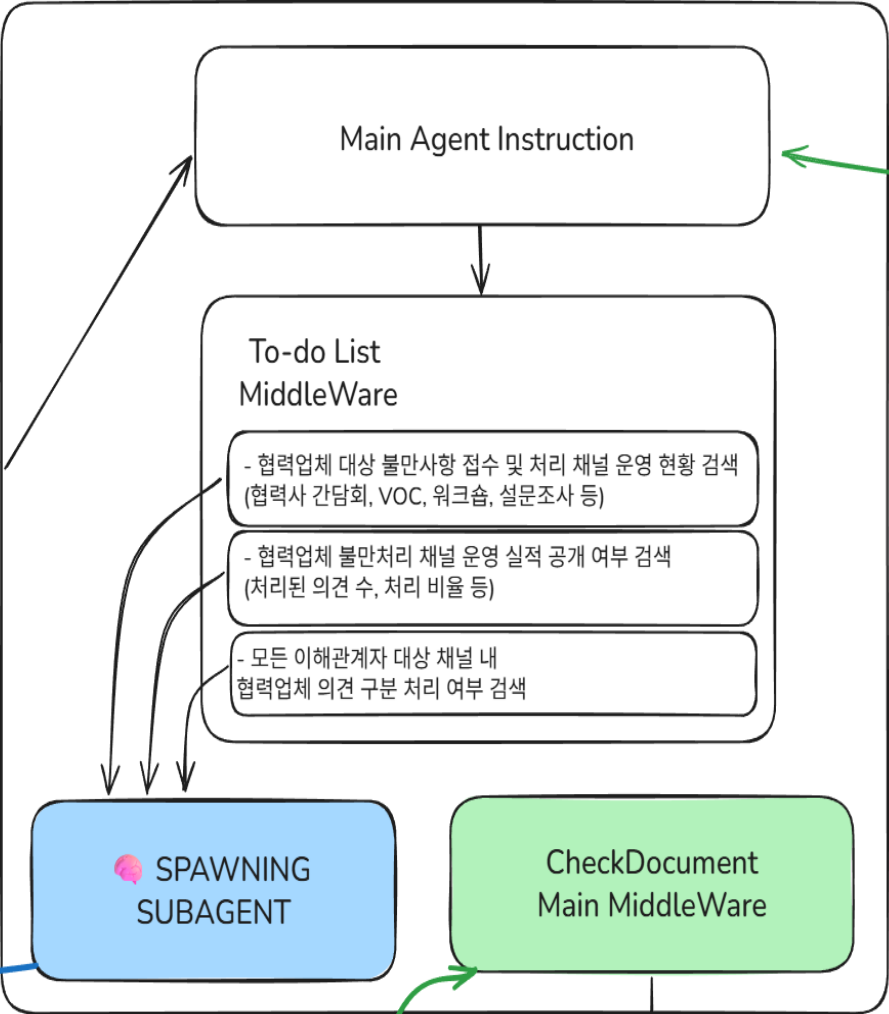 Main Agent Instruction
To-do List
MiddleWare
- 협력업체 대상 불만사항 접수 및 처리 채널 운영 현황 검색
(협력사 간담회, VOC, 워크숍, 설문조사 등)
- 협력업체 불만처리 채널 운영 실적 공개 여부 검색
(처리된 의견 수, 처리 비율 등)
- 모든 이해관계자 대상 채널 내
협력업체 의견 구분 처리 여부 검색
🧠 SPAWNING
SUBAGENT
CheckDocument
Main MiddleWare